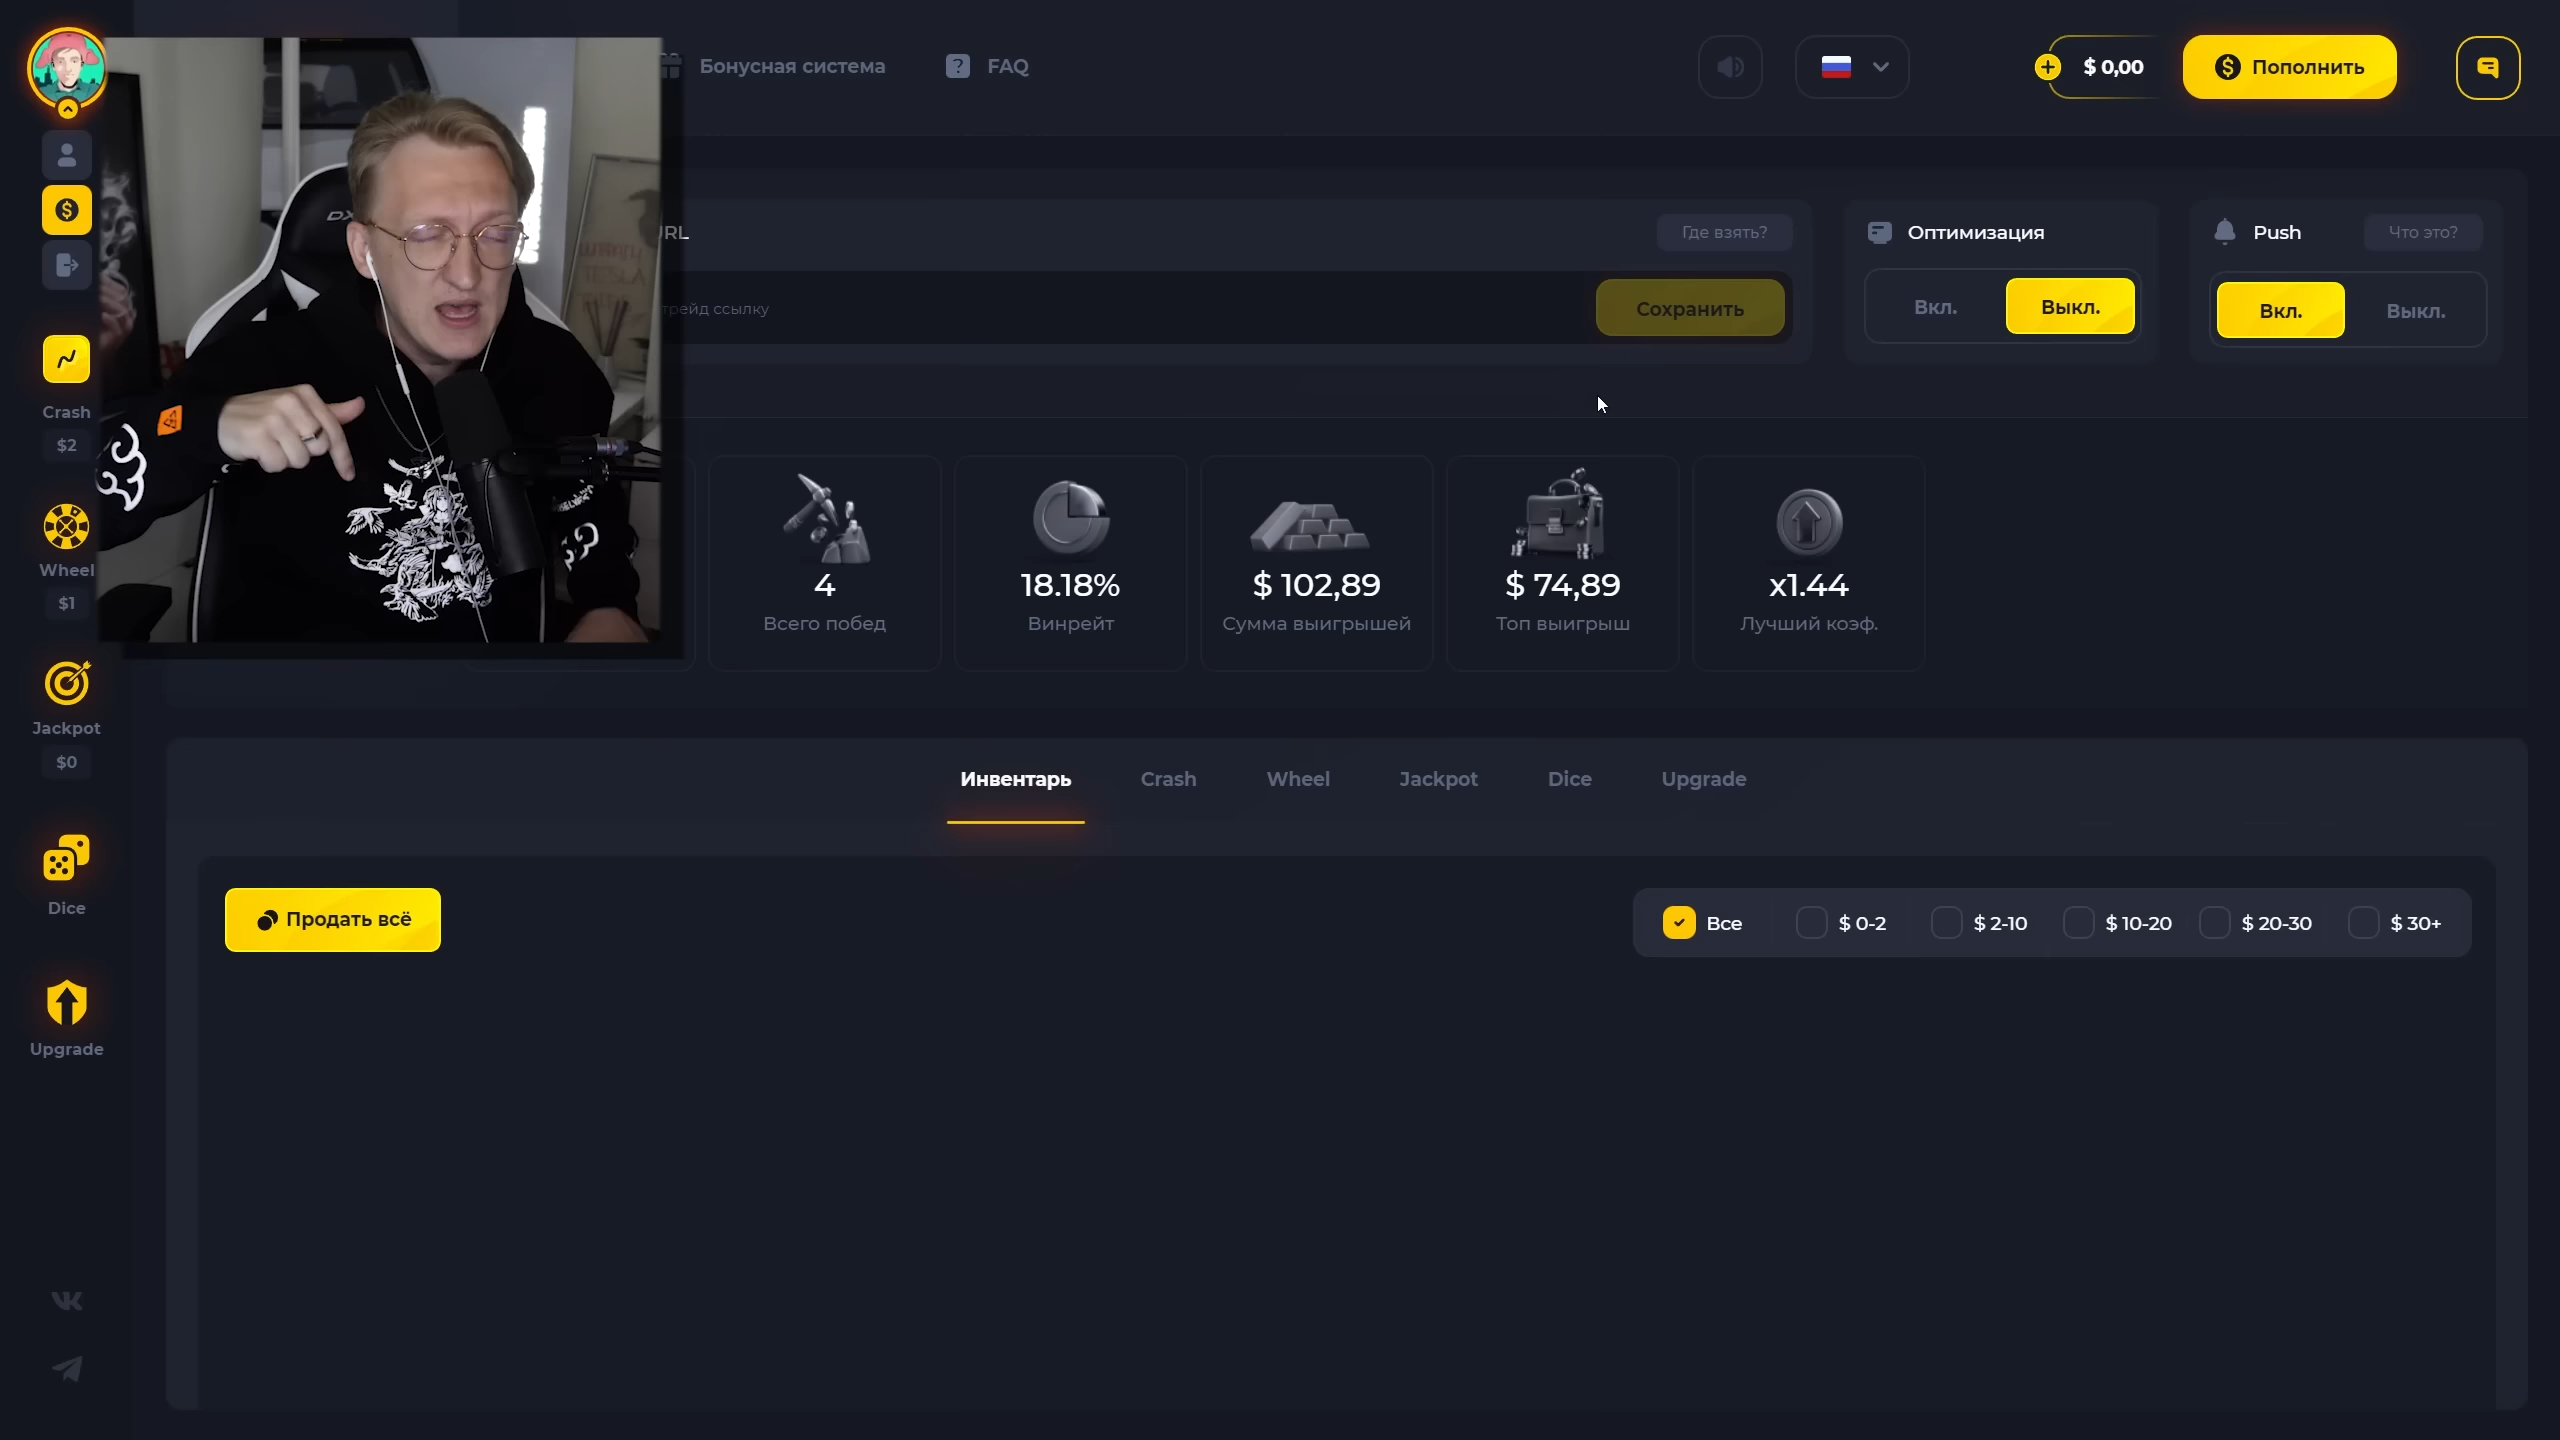 Бонусная система
FAQ
$ 0,00
Пополнить
URL
Где взять?
Оптимизация
Push
Что это?
трейд ссылку
Сохранить
Вкл.
Выкл.
Вкл.
Выкл.
Crash
$2
Wheel
$1
Jackpot
$0
Dice
Upgrade
4
Всего побед
18.18%
Винрейт
$ 102,89
Сумма выигрышей
$ 74,89
Топ выигрыш
x1.44
Лучший коэф.
Инвентарь
Crash
Wheel
Jackpot
Dice
Upgrade
Продать всё
Все
$ 0-2
$ 2-10
$ 10-20
$ 20-30
$ 30+